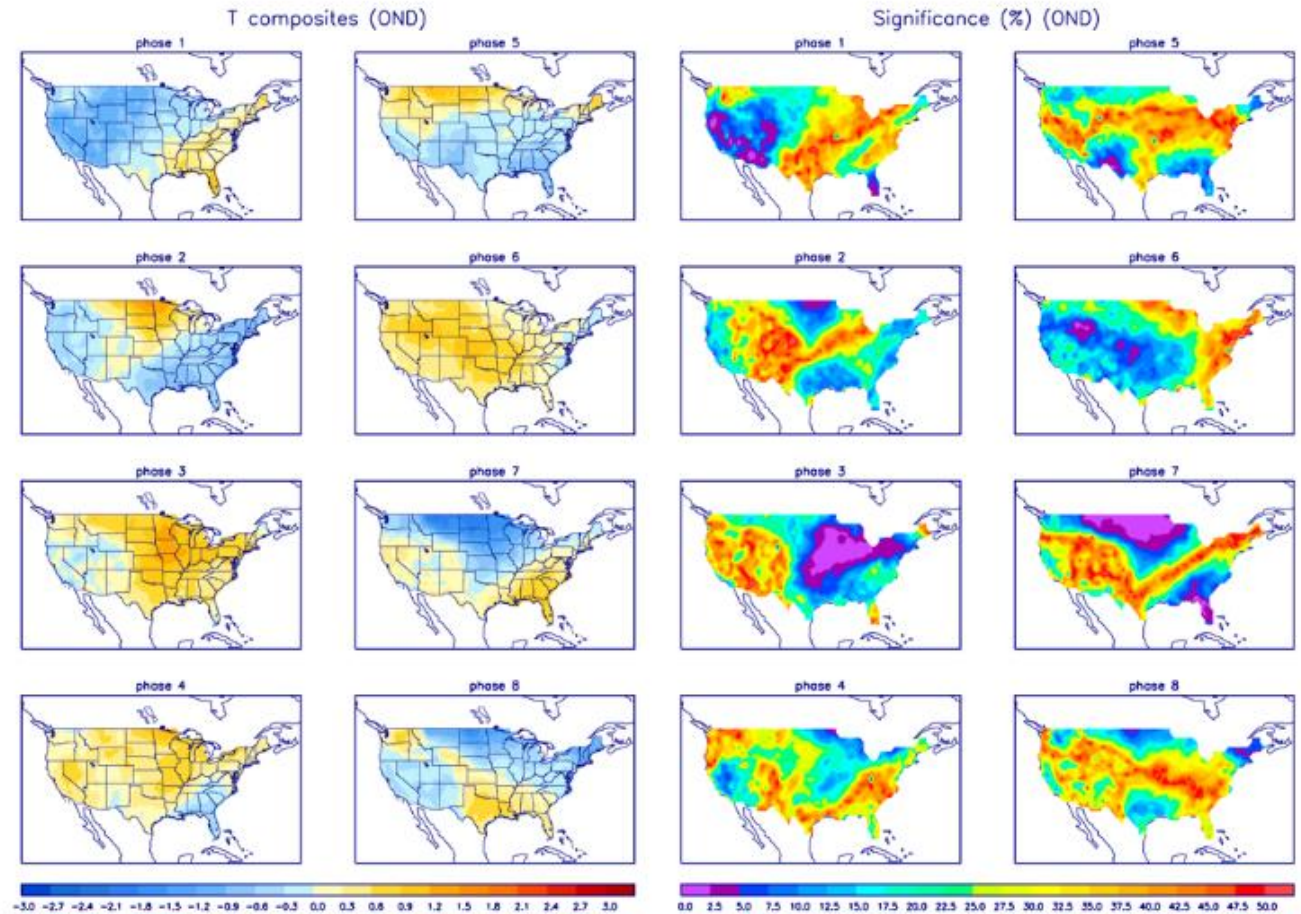 T composites (OND)
Significance (%) (OND)
phase 1
phase 5
phase 1
phase 5
phase 2
phase 6
phase 2
phase 6
phase 3
phase 7
phase 3
phase 7
phase 4
phase 8
phase 4
phase 8
-3.0 -2.7 -2.4 -2.1 -1.8 -1.5 -1.2 -0.9 -0.6 -0.3 0.0 0.3 0.6 0.9 1.2 1.5 1.8 2.1 2.4 2.7 3.0
0.0 2.5 5.0 7.5 10.0 12.5 15.0 17.5 20.0 22.5 25.0 27.5 30.0 32.5 35.0 37.5 40.0 42.5 45.0 47.5 50.0